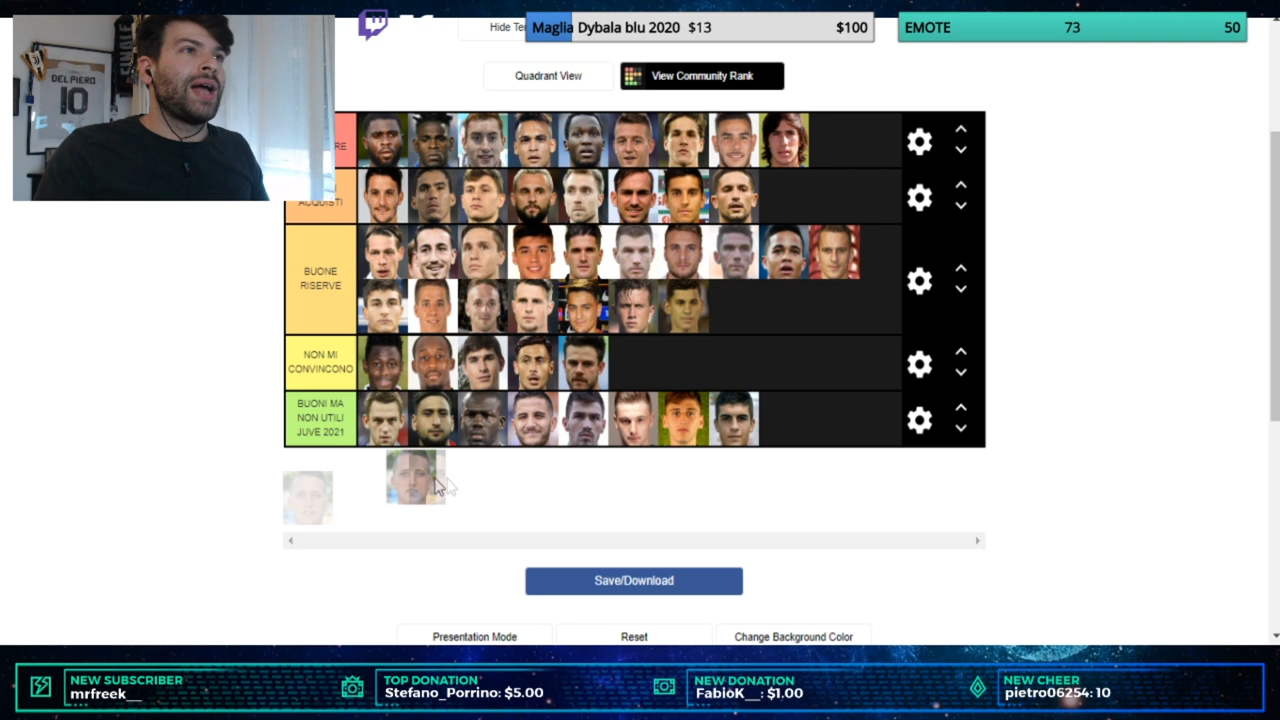 Hide Te
Maglia Dybala blu 2020 $13 $100
EMOTE 73 50
Quadrant View
View Community Rank
DEL PIERO
10
FINALE
RE
ACQUISTI
BUONE
RISERVE
NON MI
CONVINCONO
BUONI MA
NON UTILI
JUVE 2021
Save/Download
Presentation Mode
Reset
Change Background Color
NEW SUBSCRIBER
mrfreek__
TOP DONATION
Stefano_Porrino: $5.00
NEW DONATION
FabioK__: $1.00
NEW CHEER
pietro06254: 10